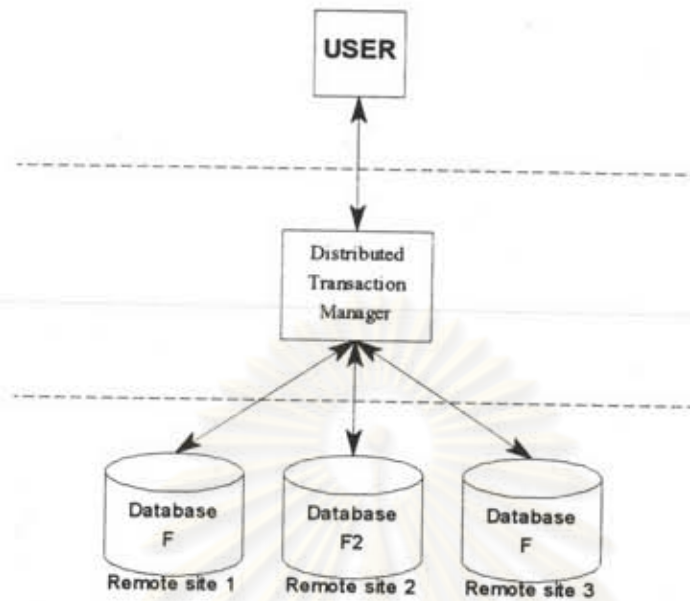 USER
Distributed
Transaction
Manager
Database
F
Database
F2
Database
F
Remote site 1
Remote site 2
Remote site 3